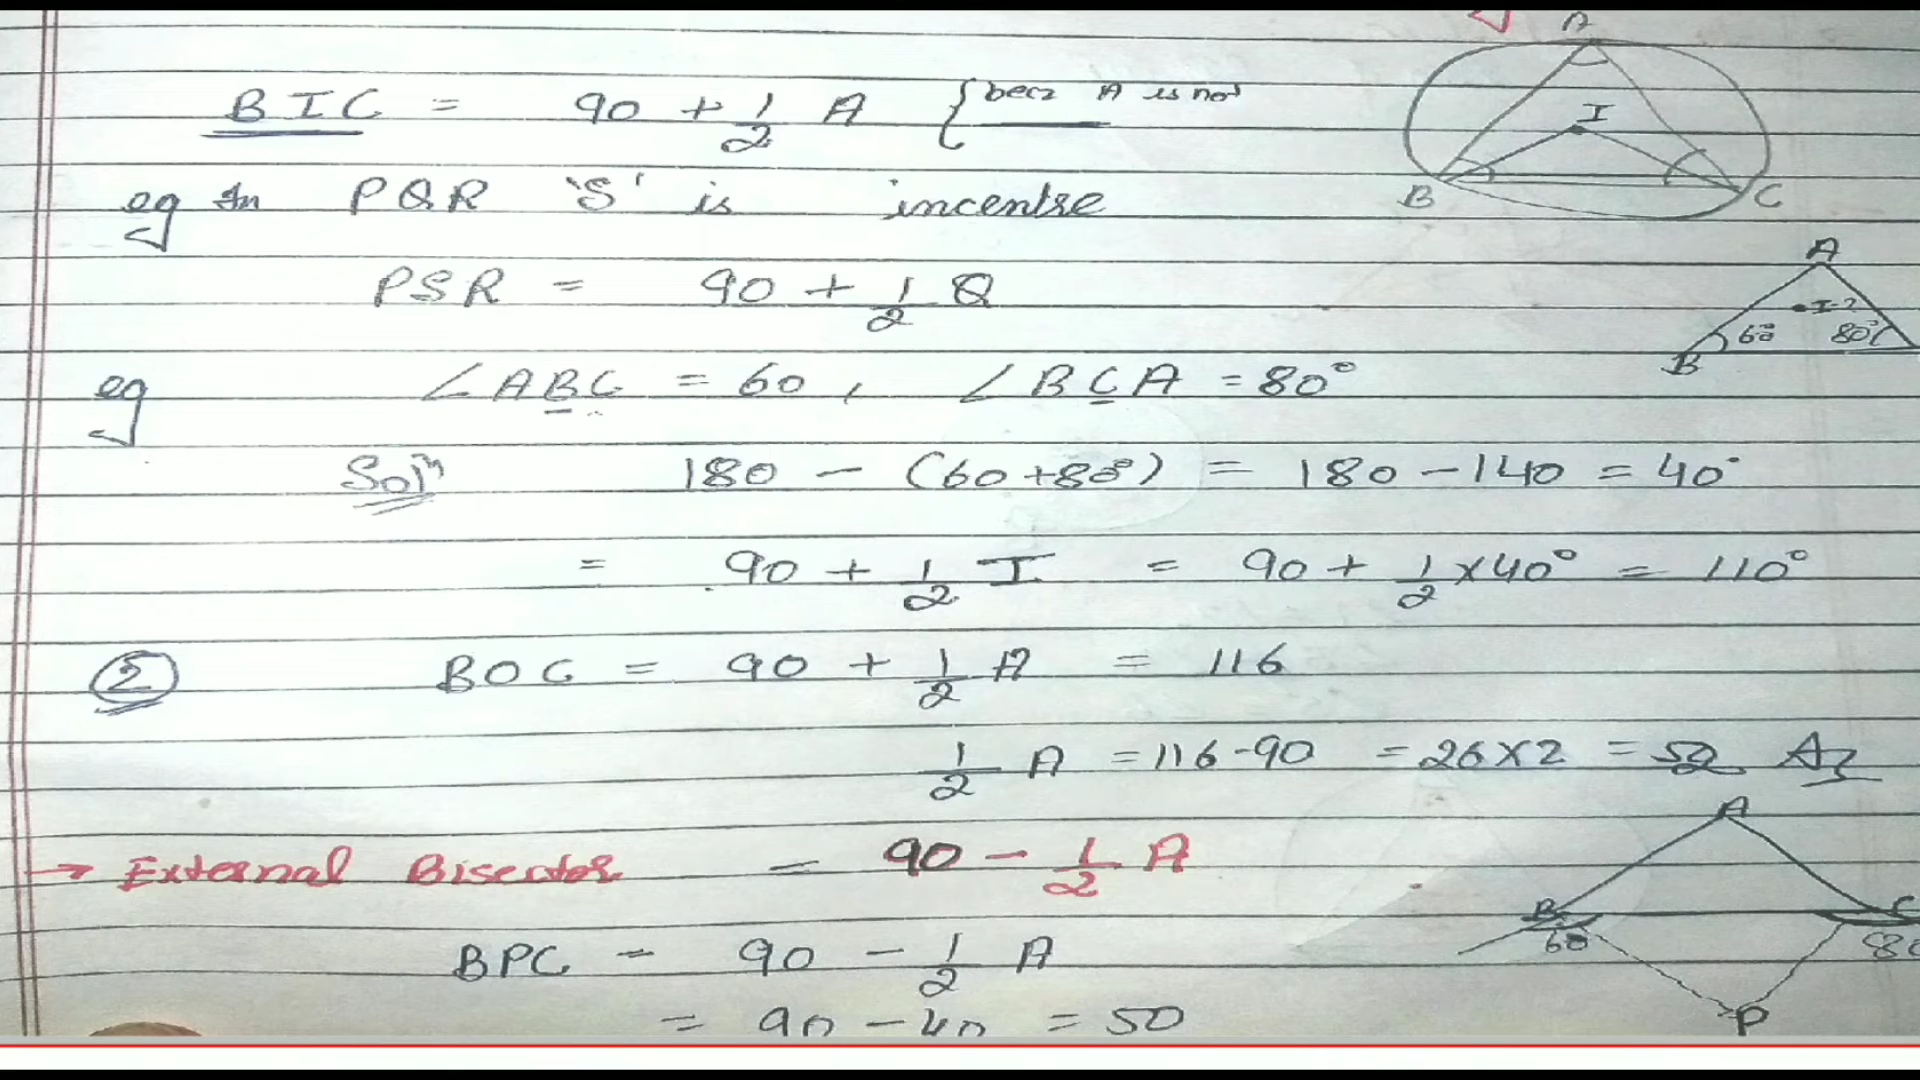 A
BIC = 90 + 1/2 A { becz A is not
I
B C
eg In PQR 'S' is incentre
PSR = 90 + 1/2 Q
A
I-?
60° 80°
B
eg ∠ABC = 60, ∠BCA = 80°
Solⁿ 180 - (60+80°) = 180 - 140 = 40°
= 90 + 1/2 I = 90 + 1/2 x 40° = 110°
2 BOC = 90 + 1/2 A = 116
1/2 A = 116 - 90 = 26 x 2 = 52 Ans
A
→ External Bisector = 90 - 1/2 A
B C
60 80
BPC = 90 - 1/2 A
= 90 - 40 = 50
P